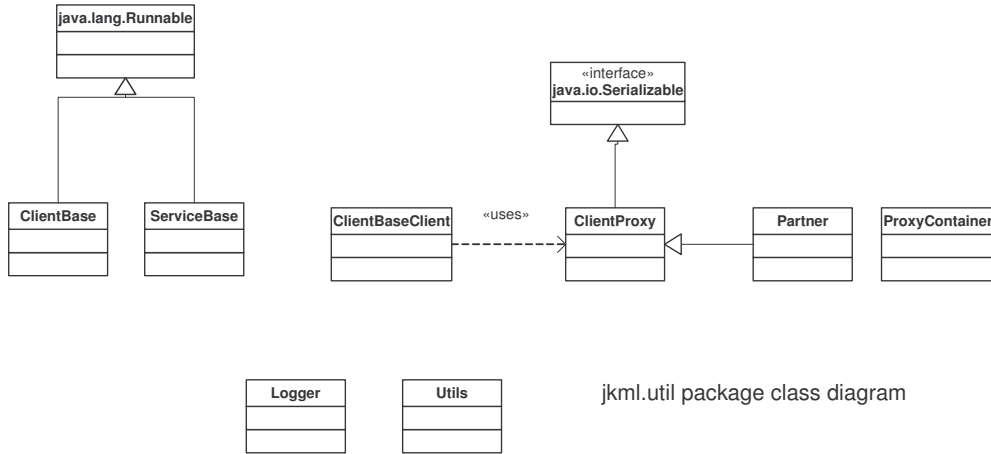 java.lang.Runnable
«interface»
java.io.Serializable
ClientBase
ServiceBase
ClientBaseClient
«uses»
ClientProxy
Partner
ProxyContainer
Logger
Utils
jkml.util package class diagram